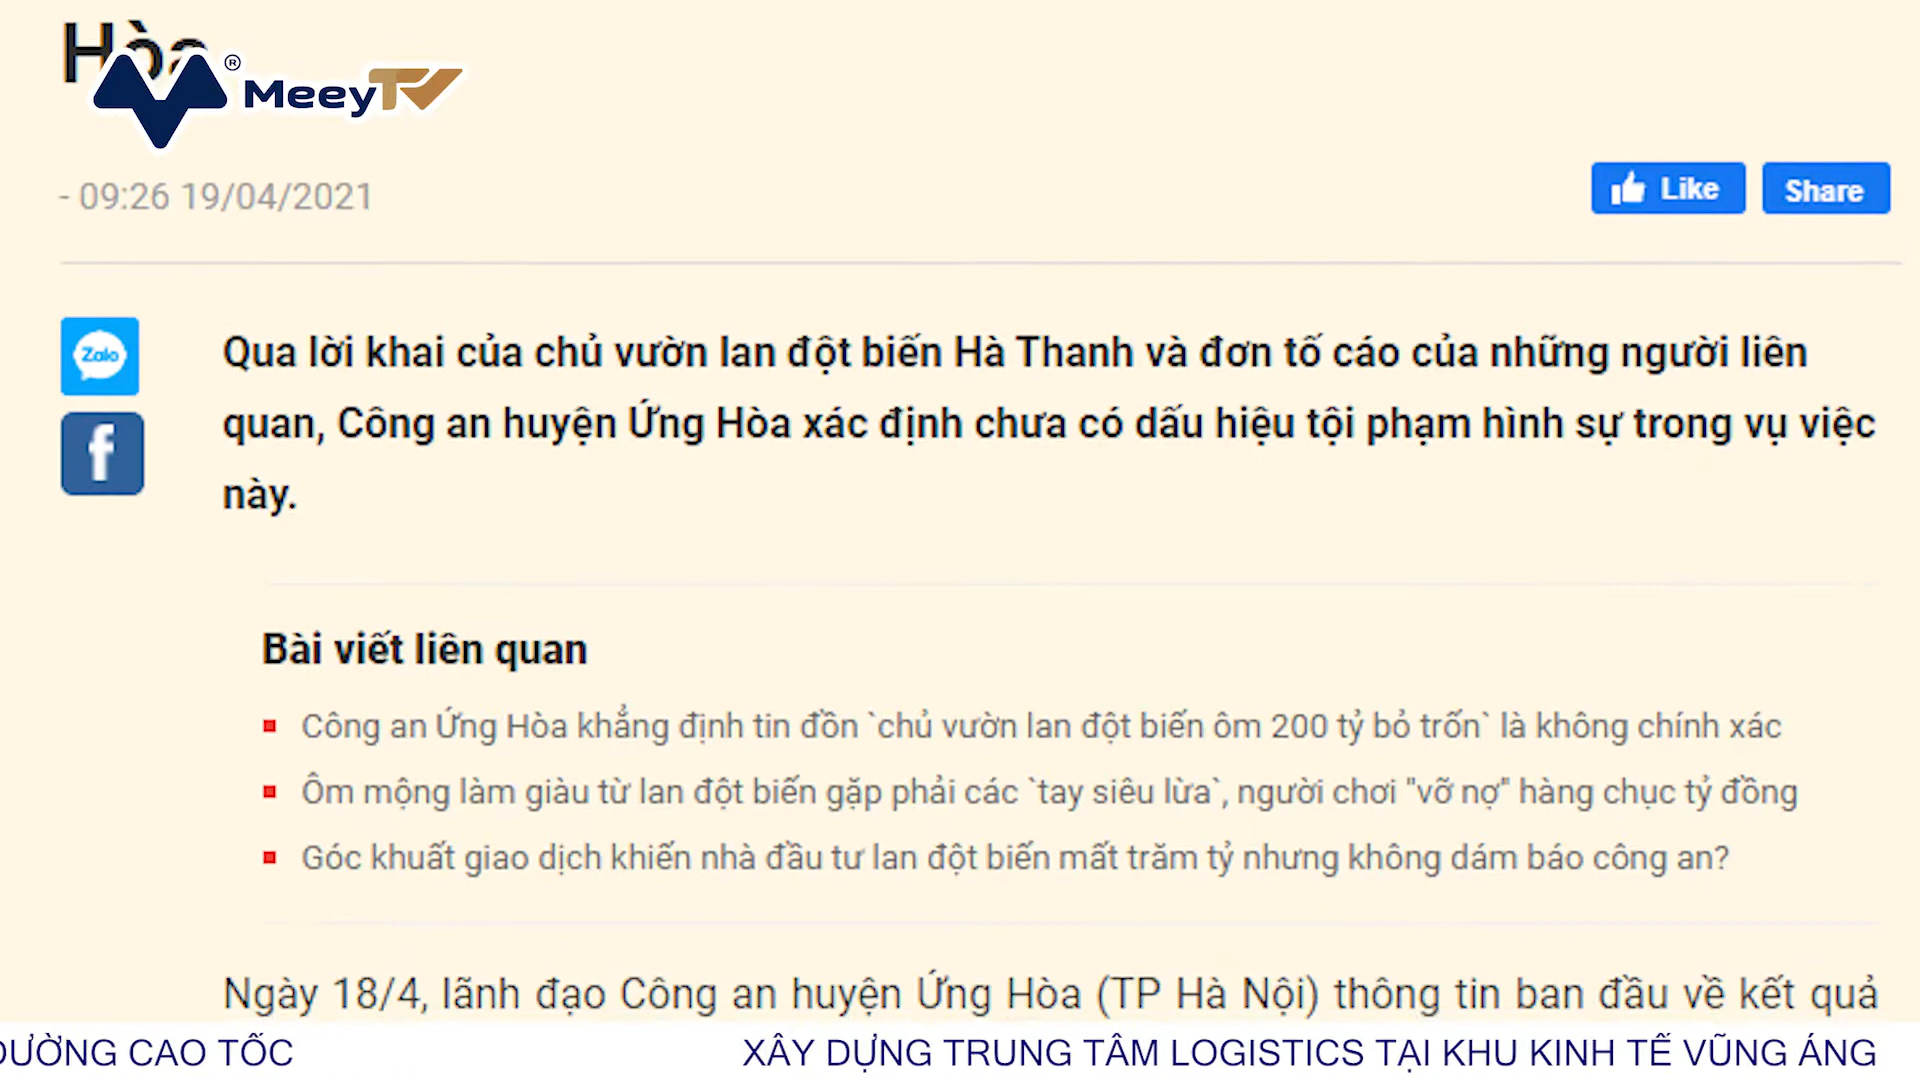 Hòa
® MeeyTV
- 09:26 19/04/2021
Like Share
Zalo
Qua lời khai của chủ vườn lan đột biến Hà Thanh và đơn tố cáo của những người liên
quan, Công an huyện Ứng Hòa xác định chưa có dấu hiệu tội phạm hình sự trong vụ việc
này.
f
Bài viết liên quan
Công an Ứng Hòa khẳng định tin đồn `chủ vườn lan đột biến ôm 200 tỷ bỏ trốn` là không chính xác
Ôm mộng làm giàu từ lan đột biến gặp phải các `tay siêu lừa`, người chơi "vỡ nợ" hàng chục tỷ đồng
Góc khuất giao dịch khiến nhà đầu tư lan đột biến mất trăm tỷ nhưng không dám báo công an?
Ngày 18/4, lãnh đạo Công an huyện Ứng Hòa (TP Hà Nội) thông tin ban đầu về kết quả
ĐƯỜNG CAO TỐC XÂY DỰNG TRUNG TÂM LOGISTICS TẠI KHU KINH TẾ VŨNG ÁNG